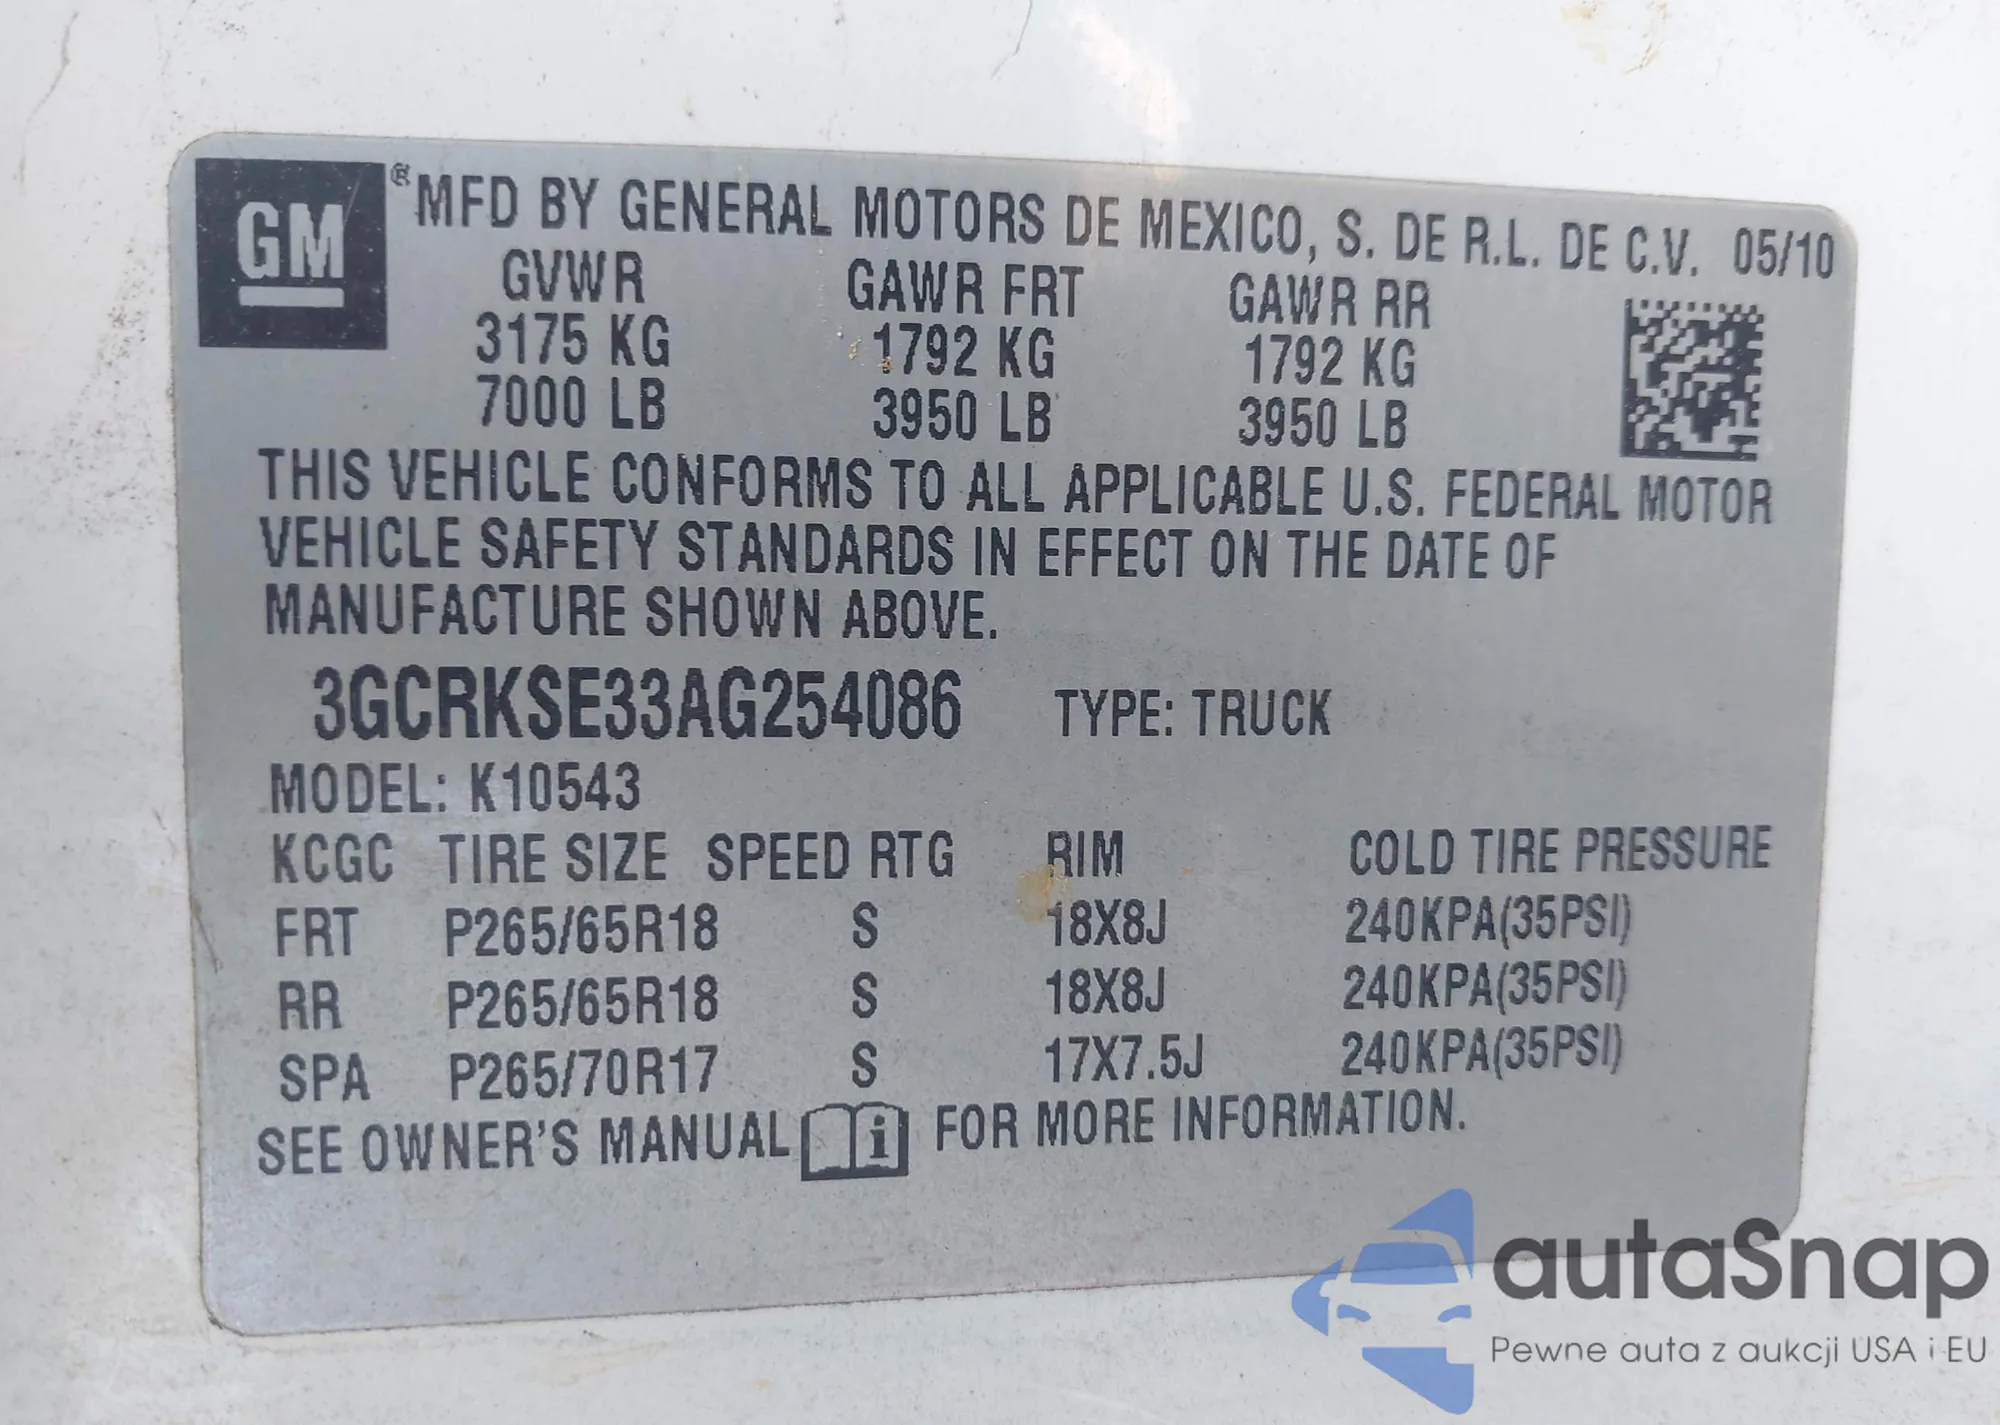 GM ® MFD BY GENERAL MOTORS DE MEXICO, S. DE R.L. DE C.V. 05/10
GVWR GAWR FRT GAWR RR
3175 KG 1792 KG 1792 KG
7000 LB 3950 LB 3950 LB
THIS VEHICLE CONFORMS TO ALL APPLICABLE U.S. FEDERAL MOTOR
VEHICLE SAFETY STANDARDS IN EFFECT ON THE DATE OF
MANUFACTURE SHOWN ABOVE.
3GCRKSE33AG254086 TYPE: TRUCK
MODEL: K10543
KCGC TIRE SIZE SPEED RTG RIM COLD TIRE PRESSURE
FRT P265/65R18 S 18X8J 240KPA(35PSI)
RR P265/65R18 S 18X8J 240KPA(35PSI)
SPA P265/70R17 S 17X7.5J 240KPA(35PSI)
SEE OWNER'S MANUAL i FOR MORE INFORMATION.
autaSnap
Pewne auta z aukcji USA i EU